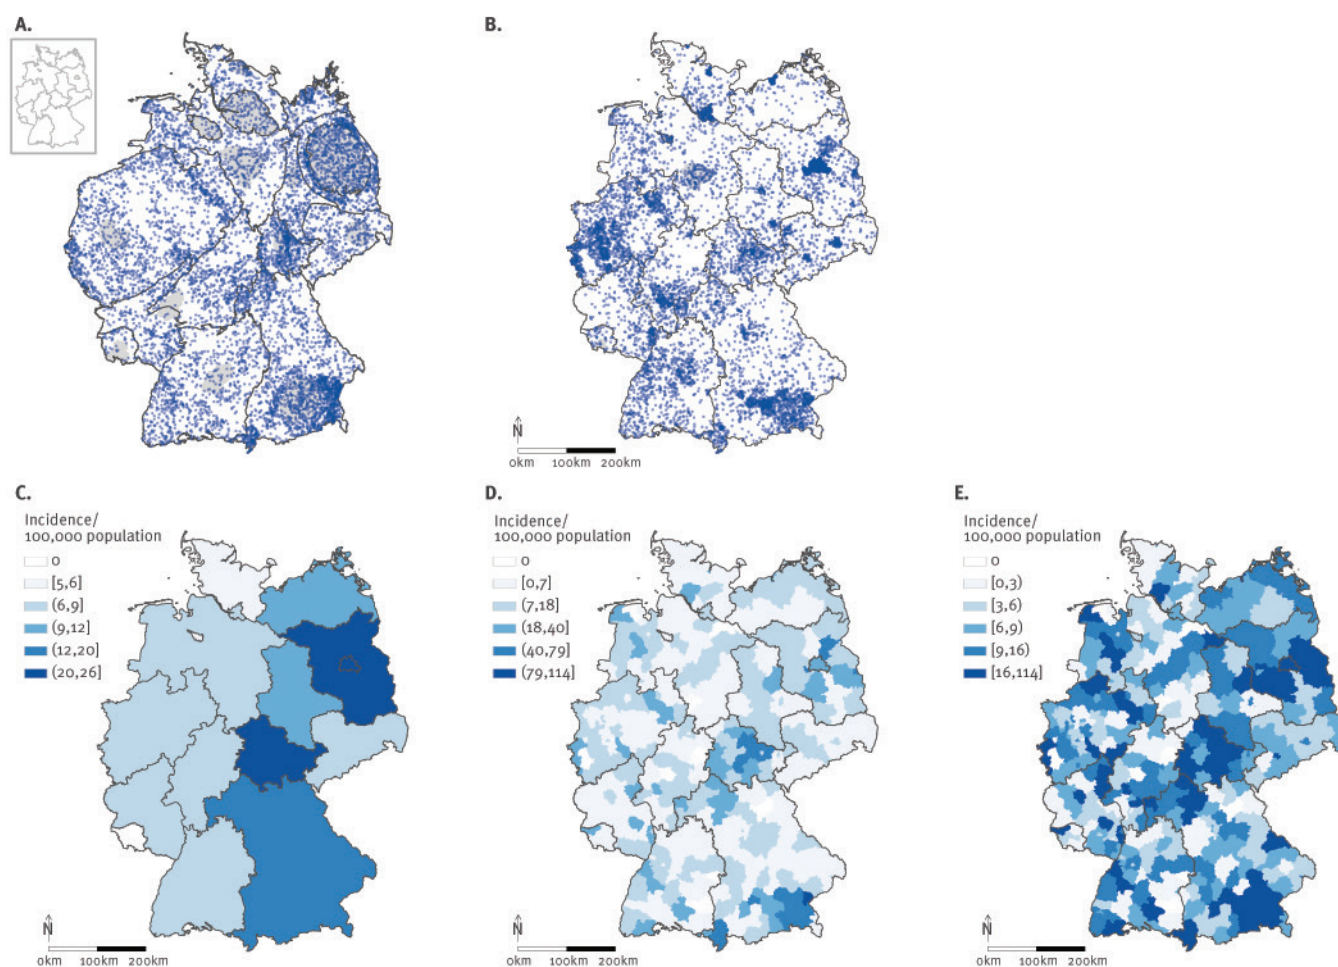 A.
B.
N
0km 100km 200km
C.
Incidence/
100,000 population
0
[5,6]
(6,9]
(9,12]
(12,20]
(20,26]
N
0km 100km 200km
D.
Incidence/
100,000 population
0
[0,7]
(7,18]
(18,40]
(40,79]
(79,114]
N
0km 100km 200km
E.
Incidence/
100,000 population
0
[0,3)
[3,6)
[6,9)
[9,16)
[16,114]
N
0km 100km 200km